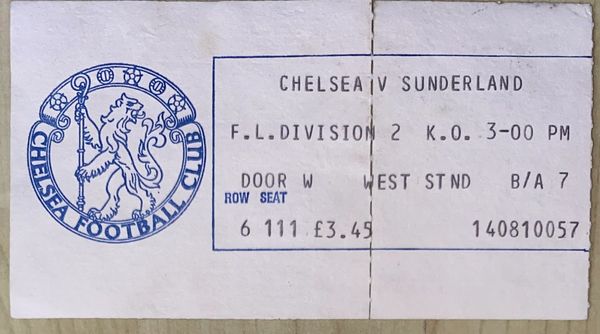 CHELSEA FOOTBALL CLUB
CHELSEA V SUNDERLAND
F.L.DIVISION 2 K.O. 3-00 PM
DOOR W WEST STND B/A 7
ROW SEAT
6 111 £3.45 140810057